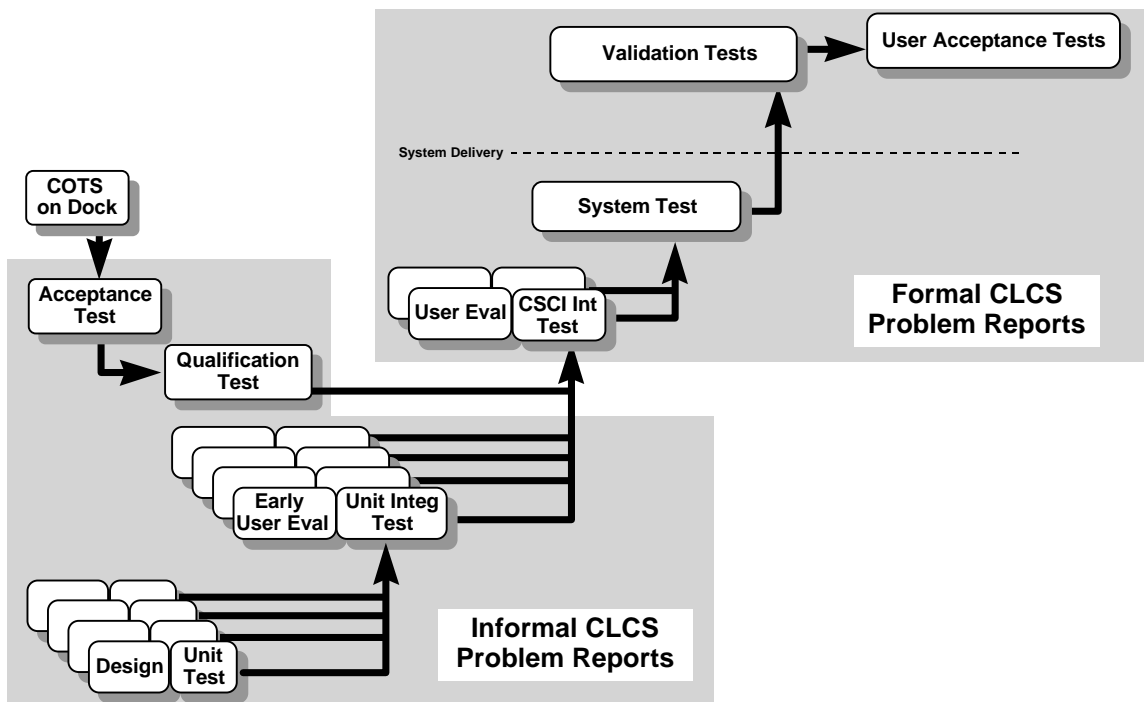 Validation Tests
User Acceptance Tests
System Delivery
COTS
on Dock
System Test
Acceptance
Test
User Eval
CSCI Int
Test
Formal CLCS
Problem Reports
Qualification
Test
Early
User Eval
Unit Integ
Test
Informal CLCS
Problem Reports
Design
Unit
Test